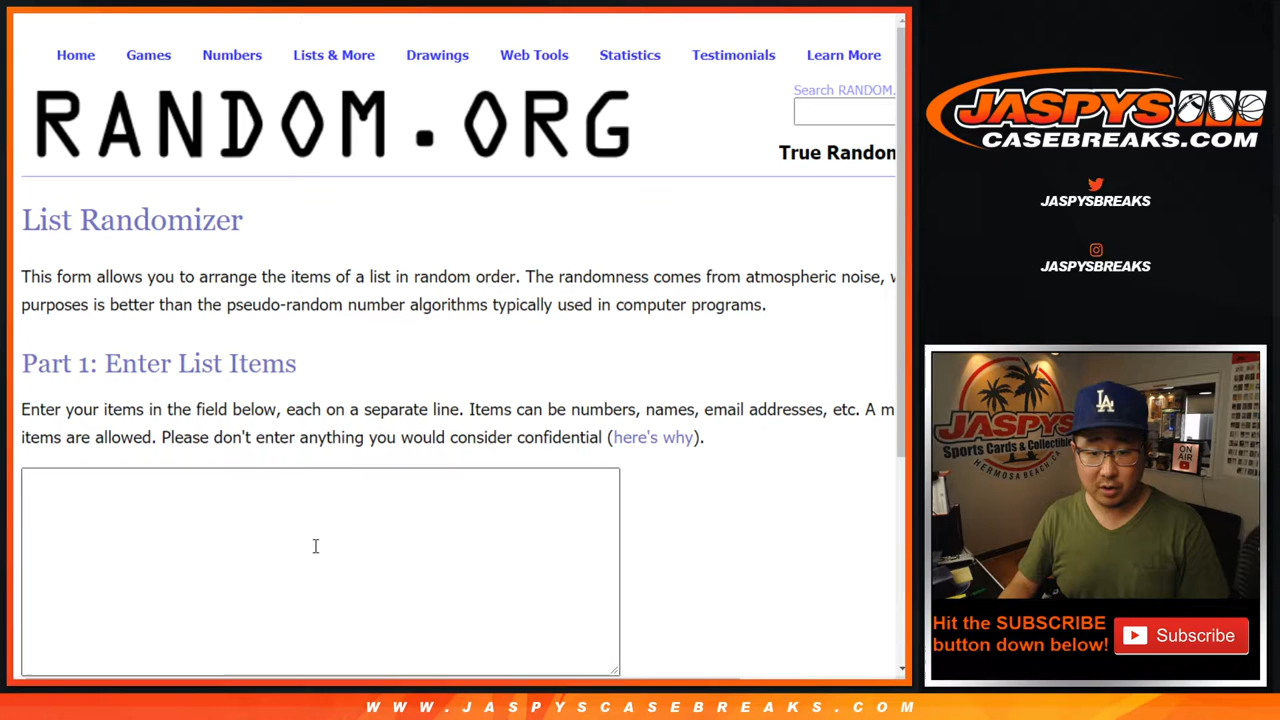 Home Games Numbers Lists & More Drawings Web Tools Statistics Testimonials Learn More
RANDOM.ORG
Search RANDOM.
True Random
List Randomizer
This form allows you to arrange the items of a list in random order. The randomness comes from atmospheric noise,
purposes is better than the pseudo-random number algorithms typically used in computer programs.
Part 1: Enter List Items
Enter your items in the field below, each on a separate line. Items can be numbers, names, email addresses, etc. A m
items are allowed. Please don't enter anything you would consider confidential (here's why).
JASPYS
CASEBREAKS.COM
JASPYSBREAKS
JASPYSBREAKS
JASPYS
Sports Cards & Collectibles
HERMOSA BEACH, CA
LA
ON
AIR
Hit the SUBSCRIBE
button down below!
Subscribe
WWW.JASPYSCASEBREAKS.COM